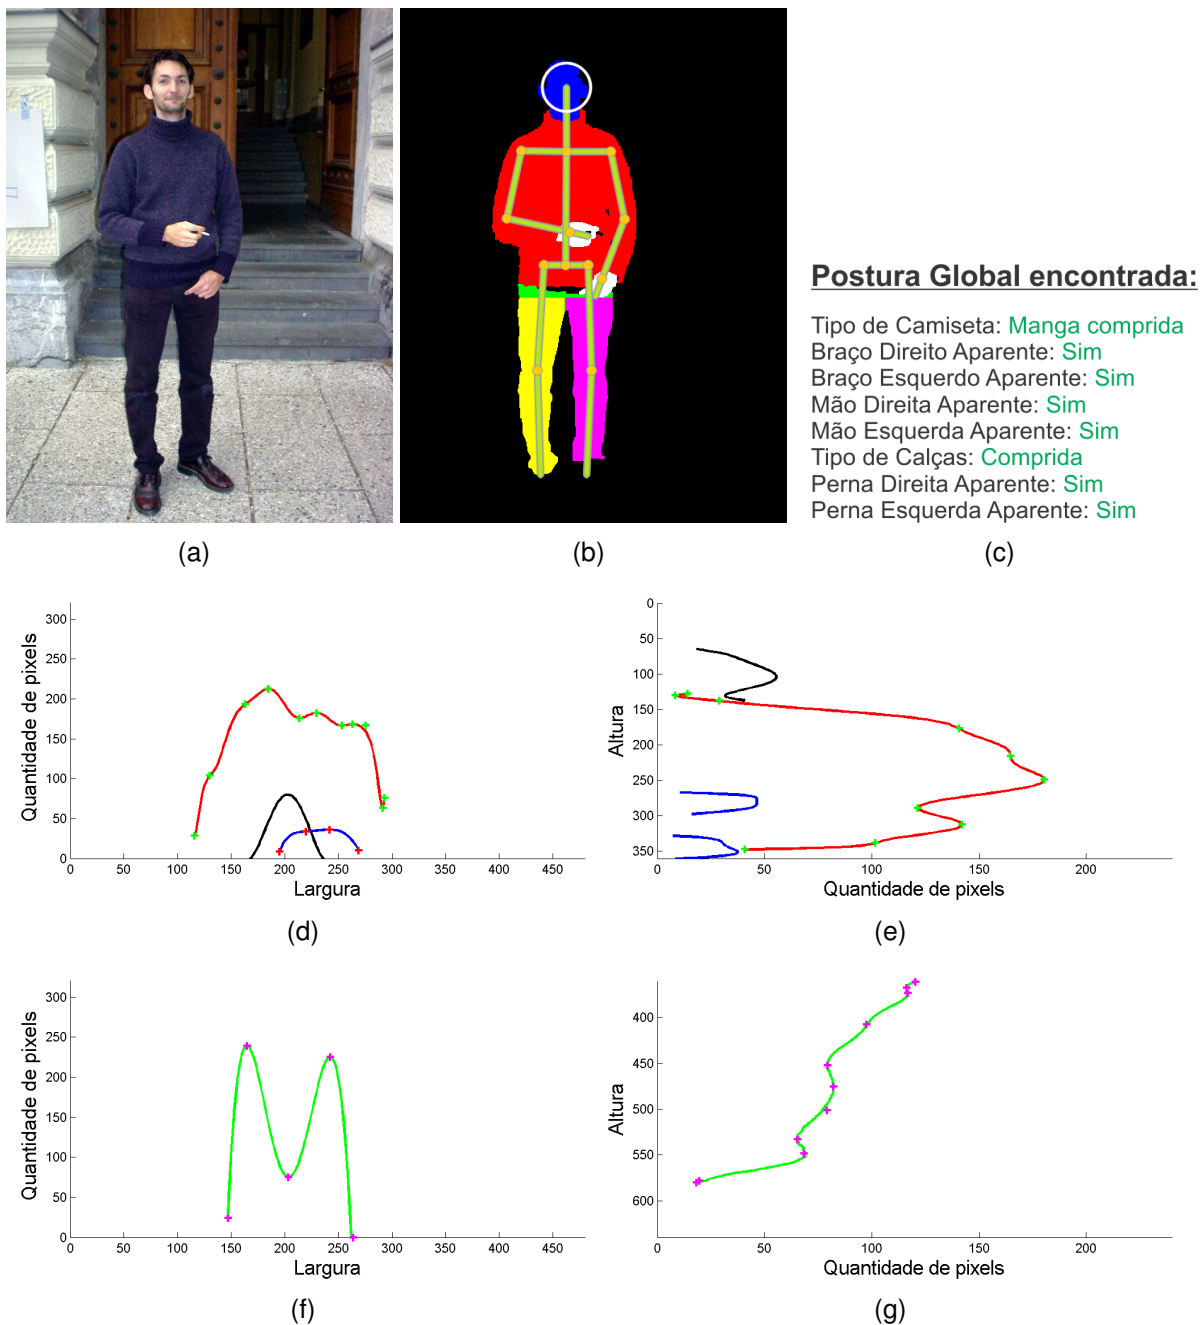 Postura Global encontrada:
Tipo de Camiseta: Manga comprida
Braço Direito Aparente: Sim
Braço Esquerdo Aparente: Sim
Mão Direita Aparente: Sim
Mão Esquerda Aparente: Sim
Tipo de Calças: Comprida
Perna Direita Aparente: Sim
Perna Esquerda Aparente: Sim
(a)
(b)
(c)
Quantidade de pixels
300
250
200
150
100
50
0
0 50 100 150 200 250 300 350 400 450
Largura
(d)
Altura
0
50
100
150
200
250
300
350
0 50 100 150 200
Quantidade de pixels
(e)
Quantidade de pixels
300
250
200
150
100
50
0
0 50 100 150 200 250 300 350 400 450
Largura
(f)
Altura
400
450
500
550
600
0 50 100 150 200
Quantidade de pixels
(g)